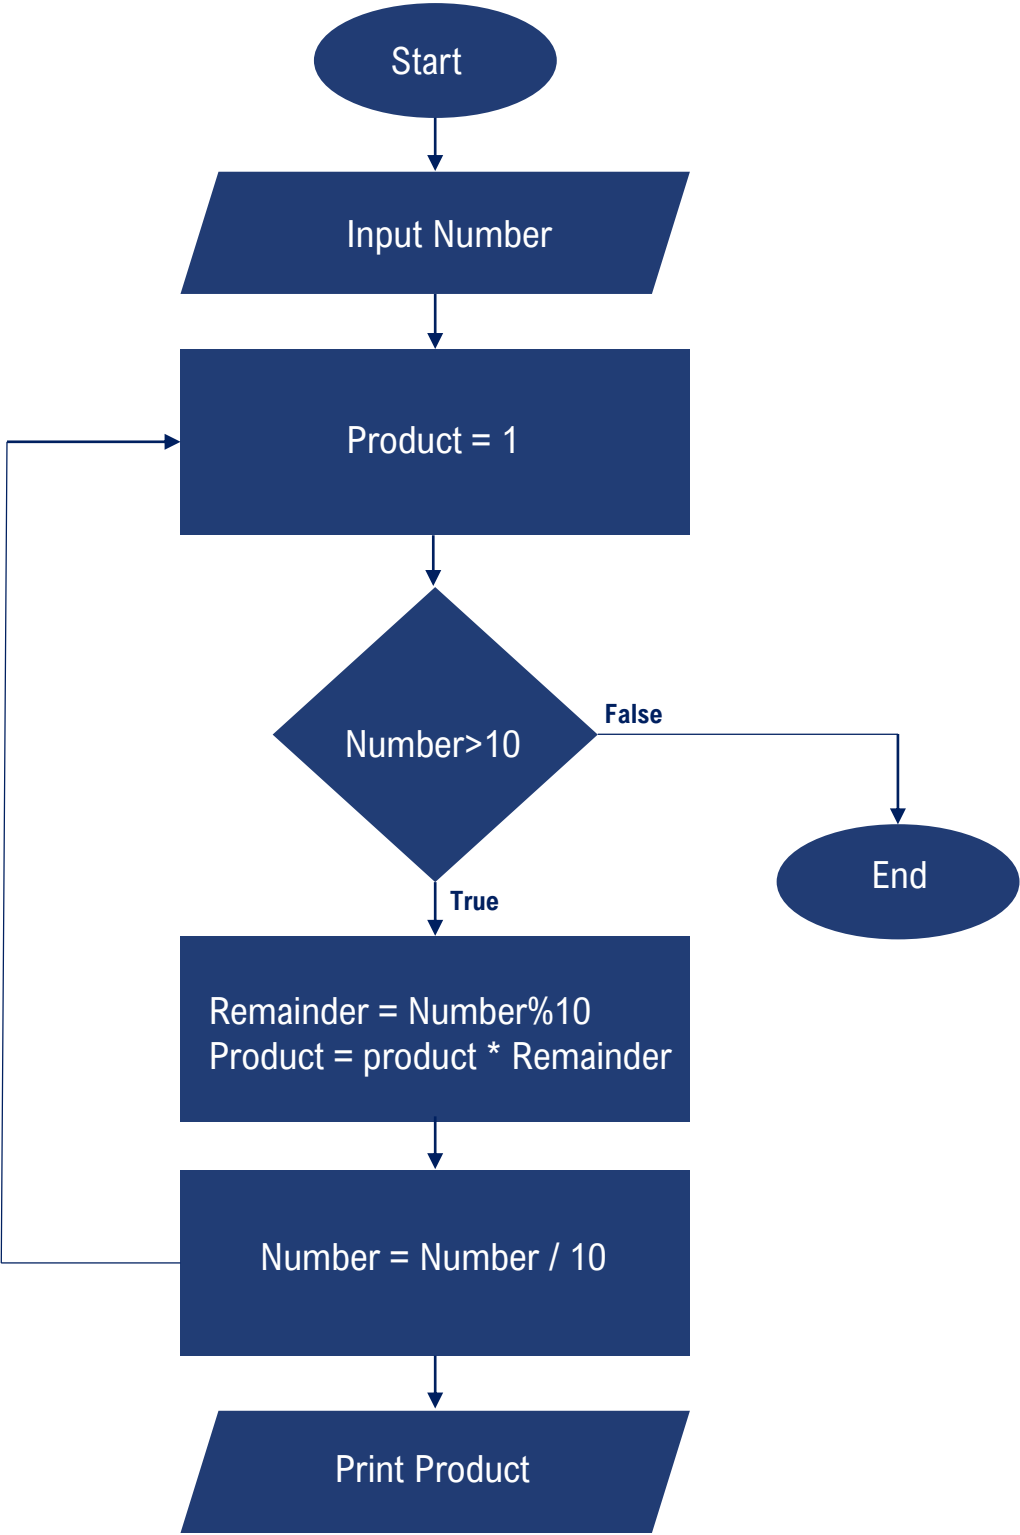 Start
Input Number
Product = 1
Number>10
False
End
True
Remainder = Number%10
Product = product * Remainder
Number = Number / 10
Print Product